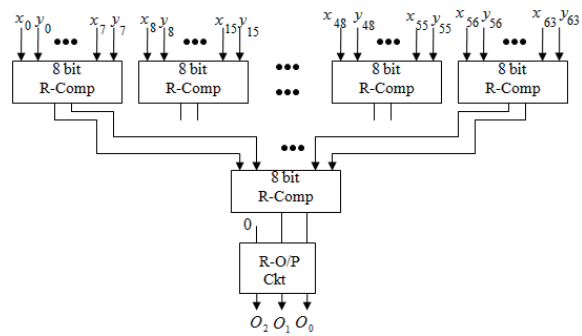 x₀ y₀ x₇ y₇ x₈ y₈ x₁₅ y₁₅ x₄₈ y₄₈ x₅₅ y₅₅ x₅₆ y₅₆ x₆₃ y₆₃
8 bit R-Comp
8 bit R-Comp
8 bit R-Comp
8 bit R-Comp
8 bit R-Comp
0
R-O/P
Ckt
O₂ O₁ O₀